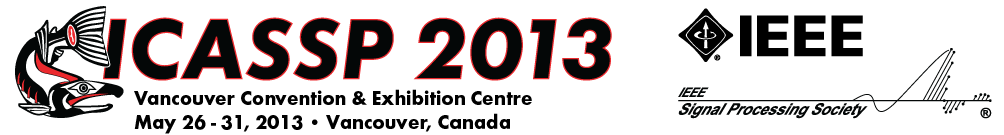 ICASSP 2013
Vancouver Convention & Exhibition Centre
May 26 - 31, 2013 • Vancouver, Canada
IEEE
®
IEEE
Signal Processing Society
®